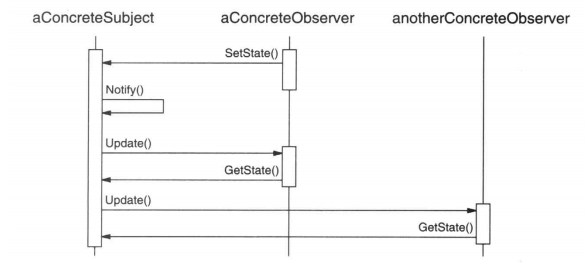 aConcreteSubject aConcreteObserver anotherConcreteObserver
SetState()
Notify()
Update()
GetState()
Update()
GetState()